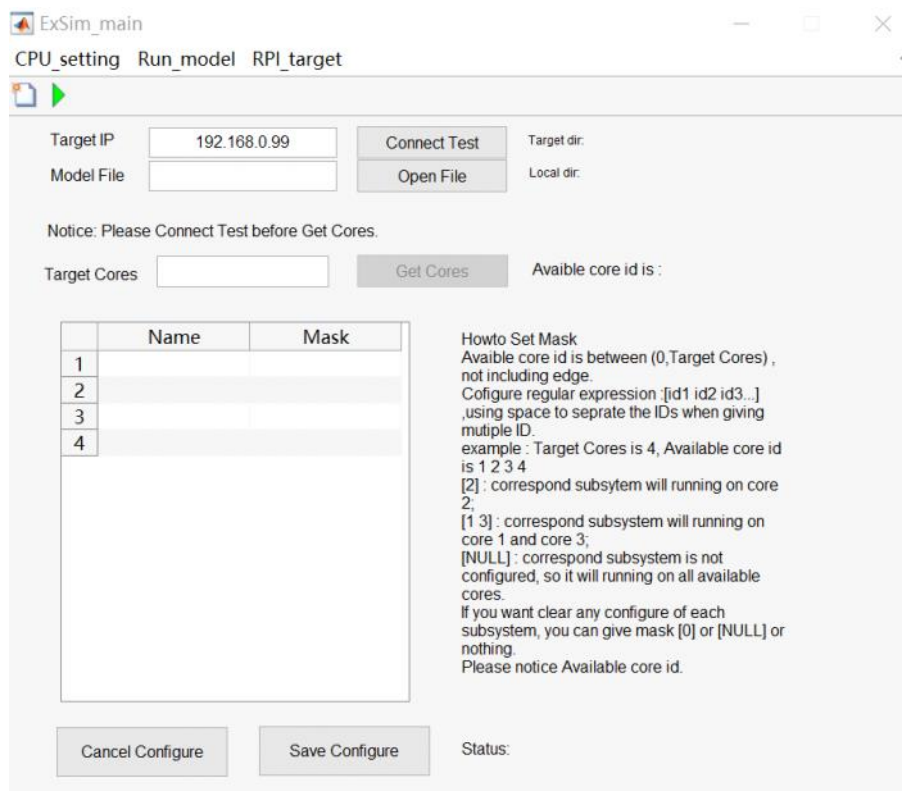 ExSim_main
CPU_setting Run_model RPI_target
Target IP 192.168.0.99 Connect Test Target dir:
Model File Open File Local dir:
Notice: Please Connect Test before Get Cores.
Target Cores Get Cores Avaible core id is :
Name Mask
1
2
3
4
Howto Set Mask
Avaible core id is between (0,Target Cores) ,
not including edge.
Cofigure regular expression :[id1 id2 id3...]
,using space to seprate the IDs when giving
mutiple ID.
example : Target Cores is 4, Available core id
is 1 2 3 4
[2] : correspond subsytem will running on core
2;
[1 3] : correspond subsystem will running on
core 1 and core 3;
[NULL] : correspond subsystem is not
configured, so it will running on all available
cores.
If you want clear any configure of each
subsystem, you can give mask [0] or [NULL] or
nothing.
Please notice Available core id.
Cancel Configure Save Configure Status: